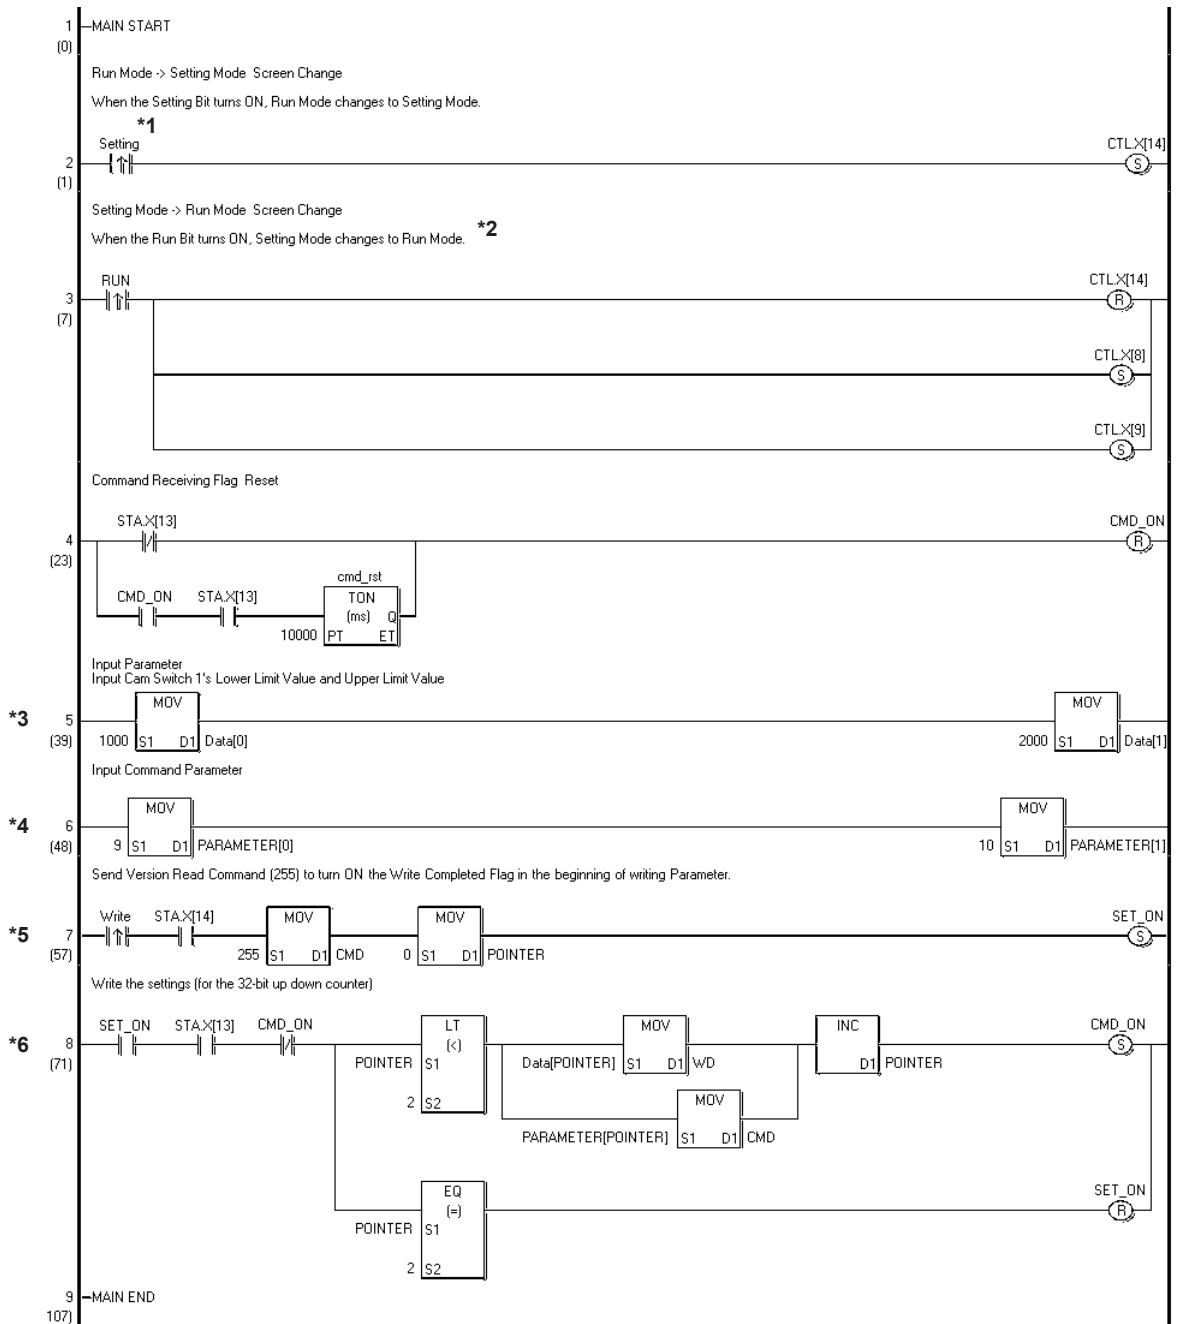 1 MAIN START
(0)
Run Mode -> Setting Mode Screen Change
When the Setting Bit turns ON, Run Mode changes to Setting Mode.
*1
Setting CTL.X[14]
2 S
(1)
Setting Mode -> Run Mode Screen Change
When the Run Bit turns ON, Setting Mode changes to Run Mode. *2
RUN CTL.X[14]
3 R
(7)
CTL.X[8]
S
CTL.X[9]
S
Command Receiving Flag Reset
STA.X[13] CMD_ON
4 R
(23)
cmd_rst
CMD_ON STA.X[13] TON
(ms) Q
10000 PT ET
Input Parameter
Input Cam Switch 1's Lower Limit Value and Upper Limit Value
MOV MOV
*3 5
(39) 1000 S1 D1 Data[0] 2000 S1 D1 Data[1]
Input Command Parameter
MOV MOV
*4 6
(48) 9 S1 D1 PARAMETER[0] 10 S1 D1 PARAMETER[1]
Send Version Read Command (255) to turn ON the Write Completed Flag in the beginning of writing Parameter.
Write STA.X[14] MOV MOV SET_ON
*5 7 S
(57) 255 S1 D1 CMD 0 S1 D1 POINTER
Write the settings (for the 32-bit up down counter)
SET_ON STA.X[13] CMD_ON LT MOV INC CMD_ON
*6 8 (<) S
(71) POINTER S1 Data[POINTER] S1 D1 WD D1 POINTER
2 S2 MOV
PARAMETER[POINTER] S1 D1 CMD
EQ SET_ON
(=) R
POINTER S1
2 S2
9 MAIN END
107)